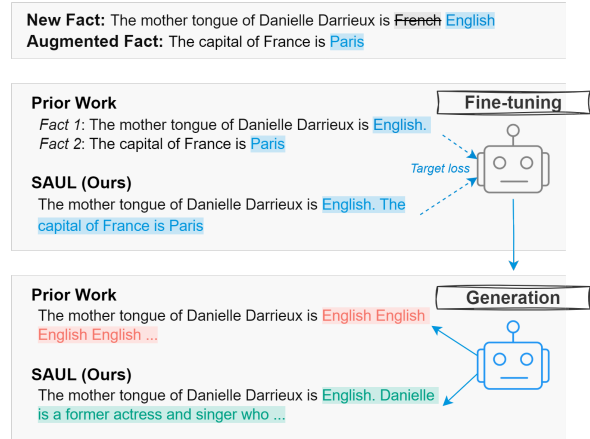 New Fact: The mother tongue of Danielle Darrieux is French English
Augmented Fact: The capital of France is Paris
Prior Work
Fine-tuning
Fact 1: The mother tongue of Danielle Darrieux is English.
Fact 2: The capital of France is Paris
Target loss
SAUL (Ours)
The mother tongue of Danielle Darrieux is English. The
capital of France is Paris
Prior Work
Generation
The mother tongue of Danielle Darrieux is English English
English English ...
SAUL (Ours)
The mother tongue of Danielle Darrieux is English. Danielle
is a former actress and singer who ...